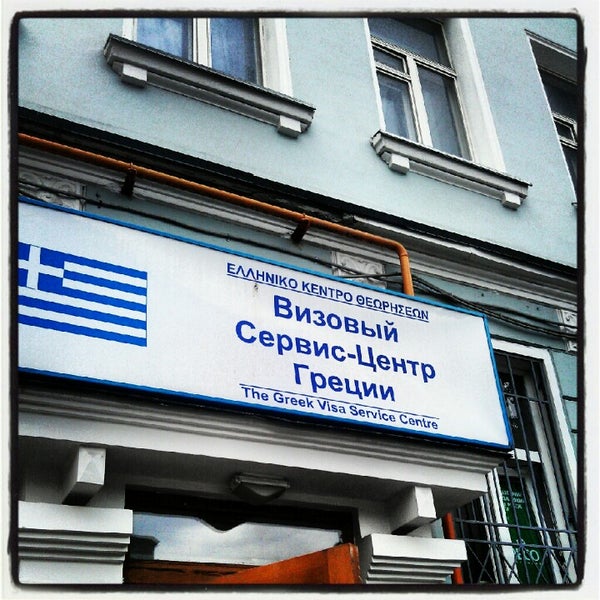 ΕΛΛΗΝΙΚΟ ΚΕΝΤΡΟ ΘΕΩΡΗΣΕΩΝ
Визовый
Сервис-Центр
Греции
The Greek Visa Service Centre